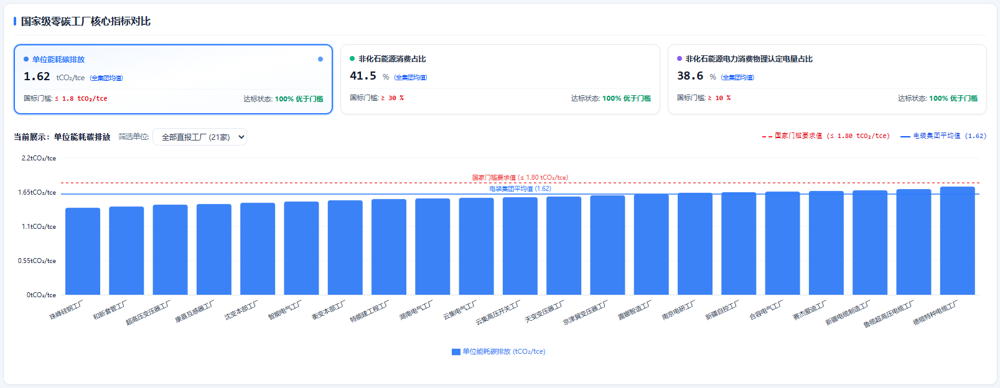 国家级零碳工厂核心指标对比
单位能耗碳排放
1.62 tCO₂/tce (全集团均值)
国标门槛: ≤ 1.8 tCO₂/tce 达标状态: 100% 优于门槛
非化石能源消费占比
41.5 % (全集团均值)
国标门槛: ≥ 30 % 达标状态: 100% 优于门槛
非化石能源电力消费物理认定电量占比
38.6 % (全集团均值)
国标门槛: ≥ 10 % 达标状态: 100% 优于门槛
当前展示：单位能耗碳排放 筛选单位: 全部直报工厂 (21家)
国家门槛要求值 (≤ 1.80 tCO₂/tce) 电装集团平均值 (1.62)
2.2tCO₂/tce
国家门槛要求值 (≤ 1.80 tCO₂/tce)
电装集团平均值 (1.62)
1.65tCO₂/tce
1.1tCO₂/tce
0.55tCO₂/tce
0tCO₂/tce
珠峰硅钢工厂
和新套管工厂
超高压变压器工厂
康嘉互感器工厂
沈变本部工厂
智能电气工厂
衡变本部工厂
特能建工程工厂
湖南电气工厂
云集电气工厂
云集高压开关工厂
天变变压器工厂
京津冀变压器工厂
露娜智造工厂
南京电研工厂
新疆自控工厂
合容电气工厂
赛杰爱迪工厂
新疆电缆制造工厂
鲁缆超高压电缆工厂
德缆特种电缆工厂
单位能耗碳排放 (tCO₂/tce)